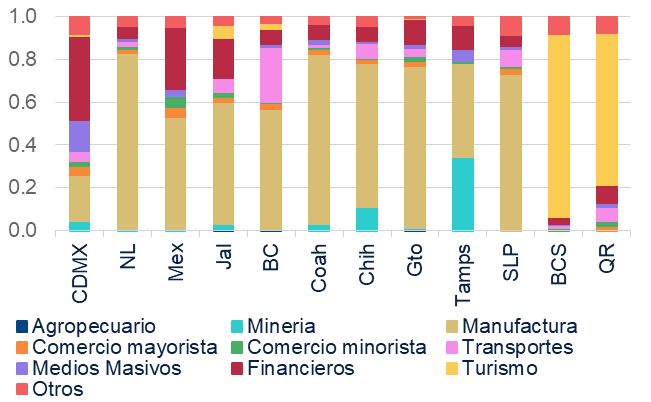 1.0
0.8
0.6
0.4
0.2
0.0
CDMX NL Mex Jal BC Coah Chih Gto Tamps SLP BCS QR
Agropecuario Mineria Manufactura
Comercio mayorista Comercio minorista Transportes
Medios Masivos Financieros Turismo
Otros